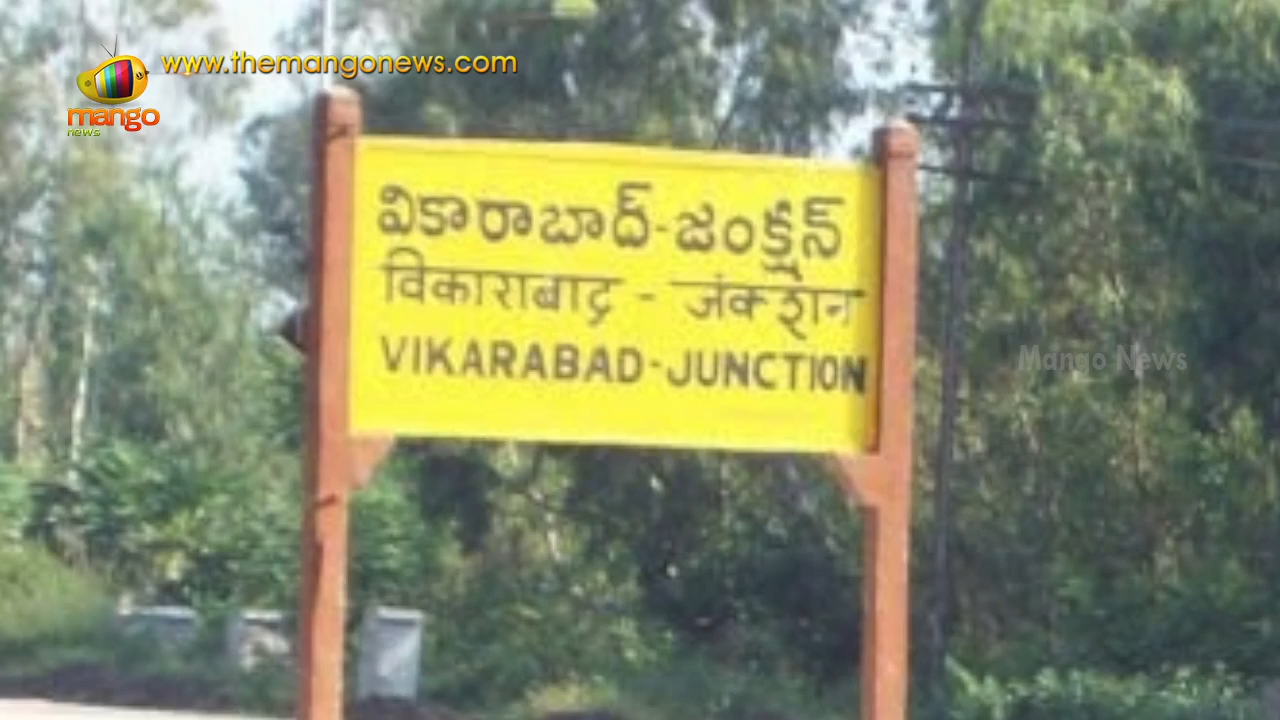 www.themangonews.com
mango
news
వికారాబాద్-జంక్షన్
विकाराबाद - जंक्शन
VIKARABAD-JUNCTION
Mango News